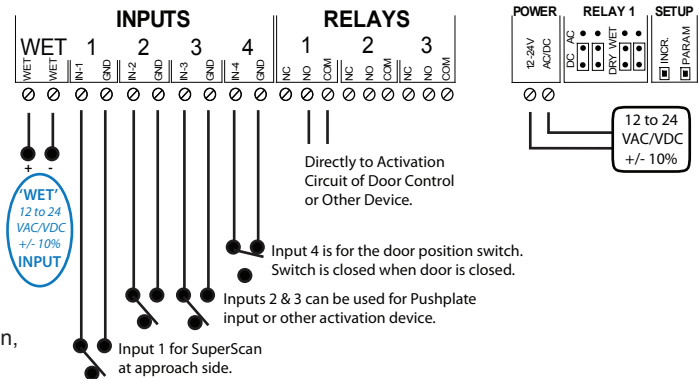 INPUTS
RELAYS
POWER
RELAY 1
SETUP
WET 1 2 3 4 1 2 3
WET WET IN-1 GND IN-2 GND IN-3 GND IN-4 GND NC NO COM NC NO COM NC NO COM
12-24V AC/DC
DC AC
DRY WET
INCR.
PARAM
12 to 24
VAC/VDC
+/- 10%
+ -
'WET'
12 to 24
VAC/VDC
+/- 10%
INPUT
Directly to Activation
Circuit of Door Control
or Other Device.
Input 4 is for the door position switch.
Switch is closed when door is closed.
Inputs 2 & 3 can be used for Pushplate
input or other activation device.
Input 1 for SuperScan
at approach side.